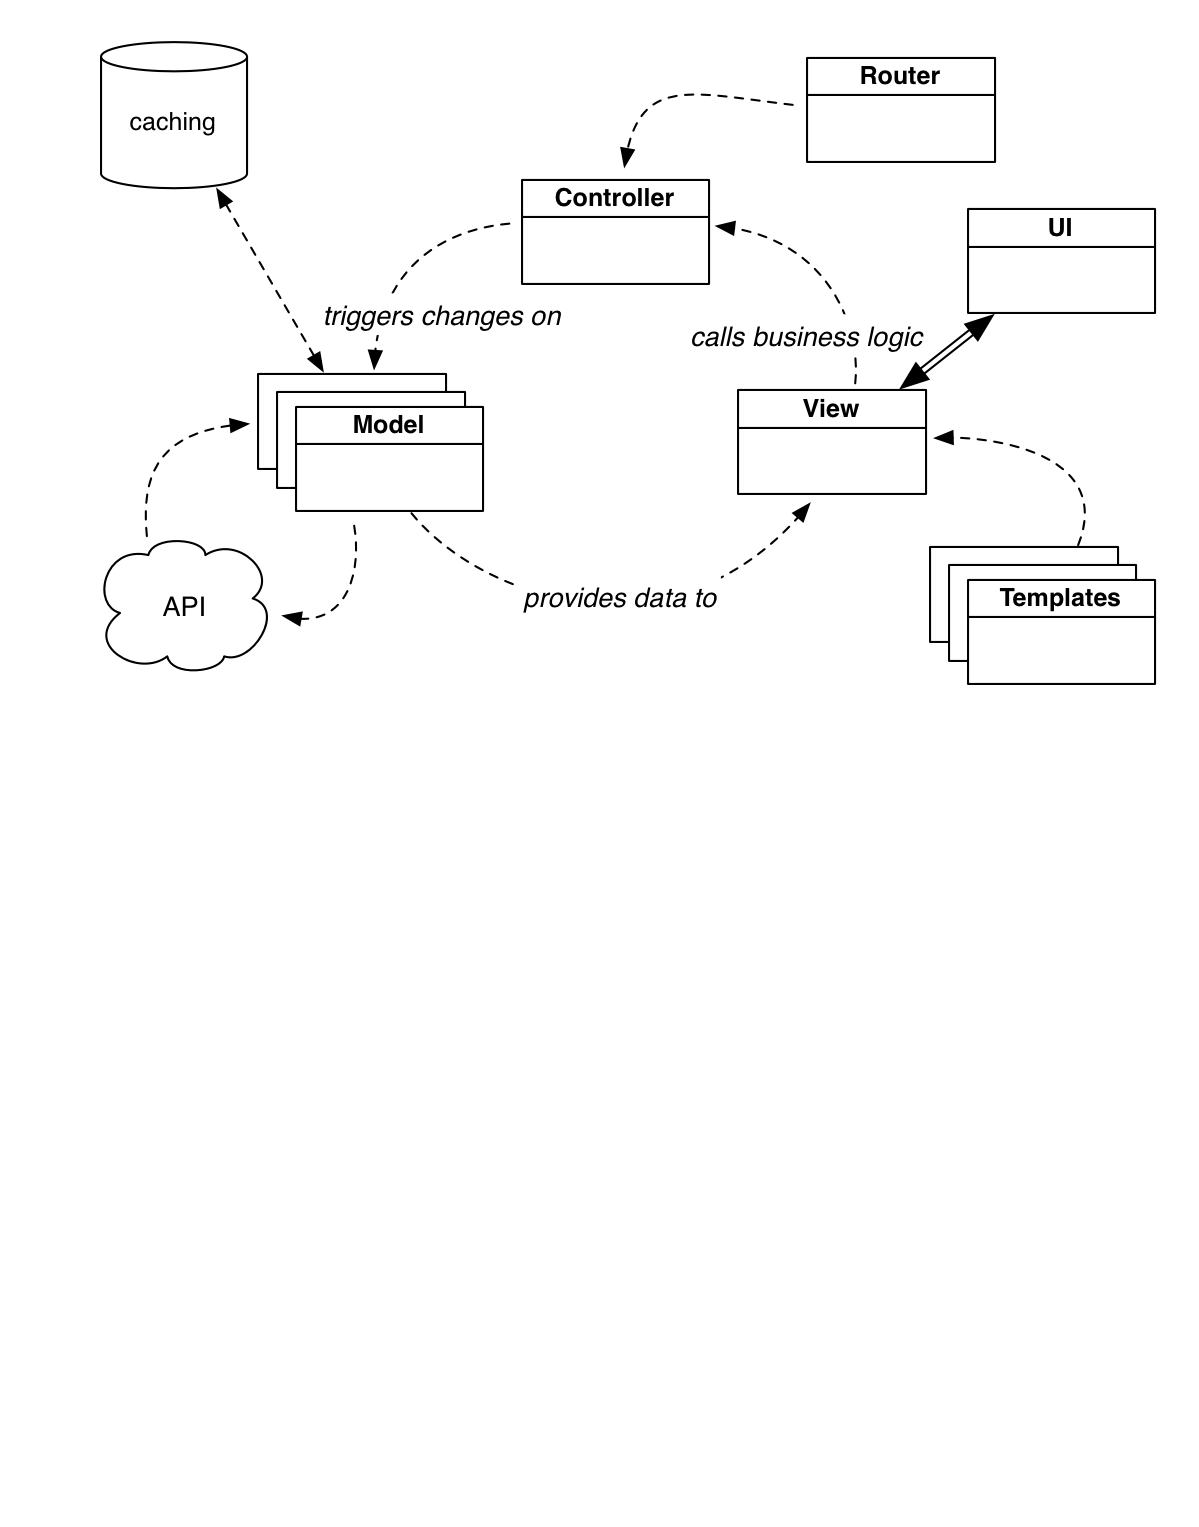 Router
caching
Controller
UI
triggers changes on
calls business logic
View
Model
provides data to
Templates
API